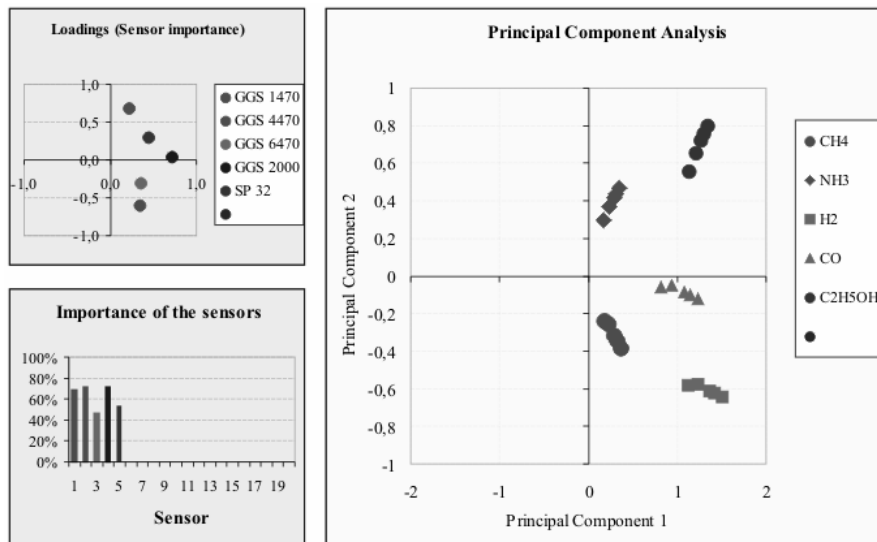 Loadings (Sensor importance)
1,0
0,5
0,0
-0,5
-1,0
-1,0
0,0
1,0
GGS 1470
GGS 4470
GGS 6470
GGS 2000
SP 32
Importance of the sensors
100%
80%
60%
40%
20%
0%
1 3 5 7 9 11 13 15 17 19
Sensor
Principal Component Analysis
Principal Component 2
1
0,8
0,6
0,4
0,2
0
-0,2
-0,4
-0,6
-0,8
-1
-2 -1 0 1 2
Principal Component 1
CH4
NH3
H2
CO
C2H5OH